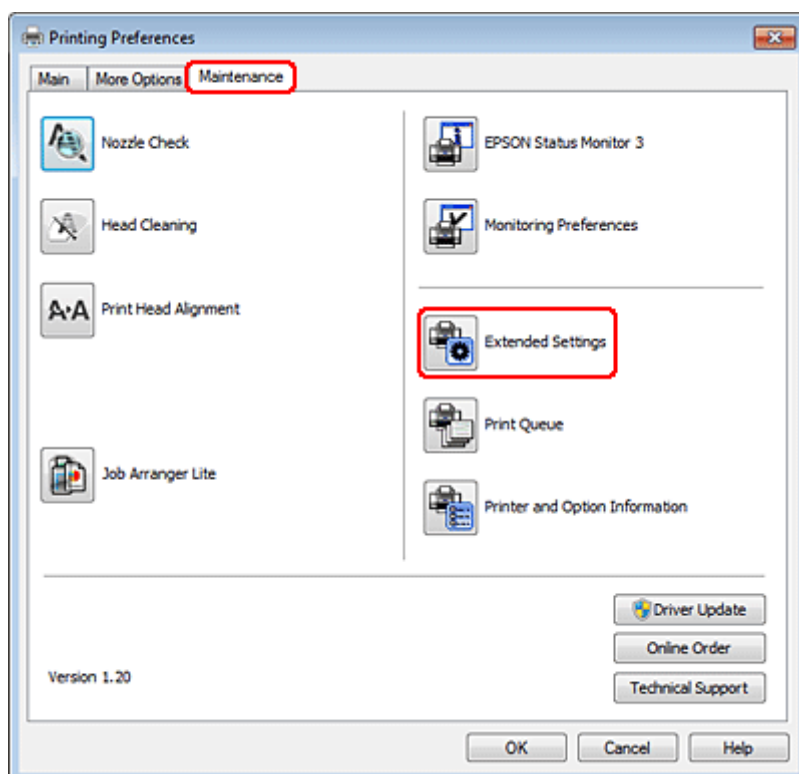 Printing Preferences
Main
More Options
Maintenance
Nozzle Check
Head Cleaning
A·A
Print Head Alignment
Job Arranger Lite
EPSON Status Monitor 3
Monitoring Preferences
Extended Settings
Print Queue
Printer and Option Information
Driver Update
Online Order
Technical Support
Version 1.20
OK
Cancel
Help